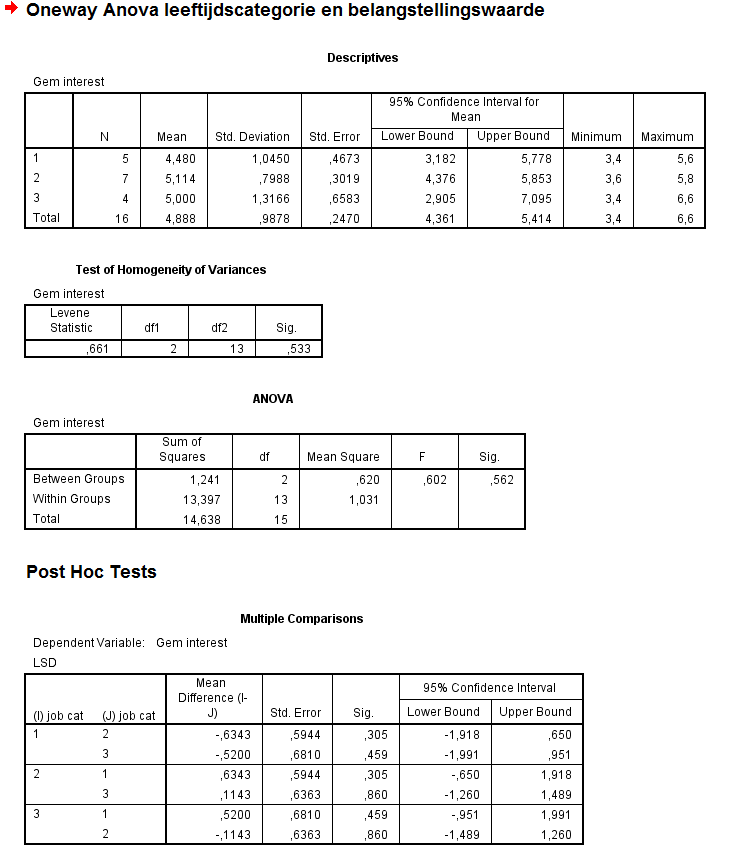 Oneway Anova leeftijdscategorie en belangstellingswaarde
Descriptives
Gem interest
95% Confidence Interval for
Mean
N Mean Std. Deviation Std. Error Lower Bound Upper Bound Minimum Maximum
1 5 4,480 1,0450 ,4673 3,182 5,778 3,4 5,6
2 7 5,114 ,7988 ,3019 4,376 5,853 3,6 5,8
3 4 5,000 1,3166 ,6583 2,905 7,095 3,4 6,6
Total 16 4,888 ,9878 ,2470 4,361 5,414 3,4 6,6
Test of Homogeneity of Variances
Gem interest
Levene
Statistic df1 df2 Sig.
,661 2 13 ,533
ANOVA
Gem interest
Sum of
Squares df Mean Square F Sig.
Between Groups 1,241 2 ,620 ,602 ,562
Within Groups 13,397 13 1,031
Total 14,638 15
Post Hoc Tests
Multiple Comparisons
Dependent Variable: Gem interest
LSD
Mean
Difference (I-
J)
95% Confidence Interval
(I) job cat (J) job cat Std. Error Sig. Lower Bound Upper Bound
1 2 -,6343 ,5944 ,305 -1,918 ,650
3 -,5200 ,6810 ,459 -1,991 ,951
2 1 ,6343 ,5944 ,305 -,650 1,918
3 ,1143 ,6363 ,860 -1,260 1,489
3 1 ,5200 ,6810 ,459 -,951 1,991
2 -,1143 ,6363 ,860 -1,489 1,260